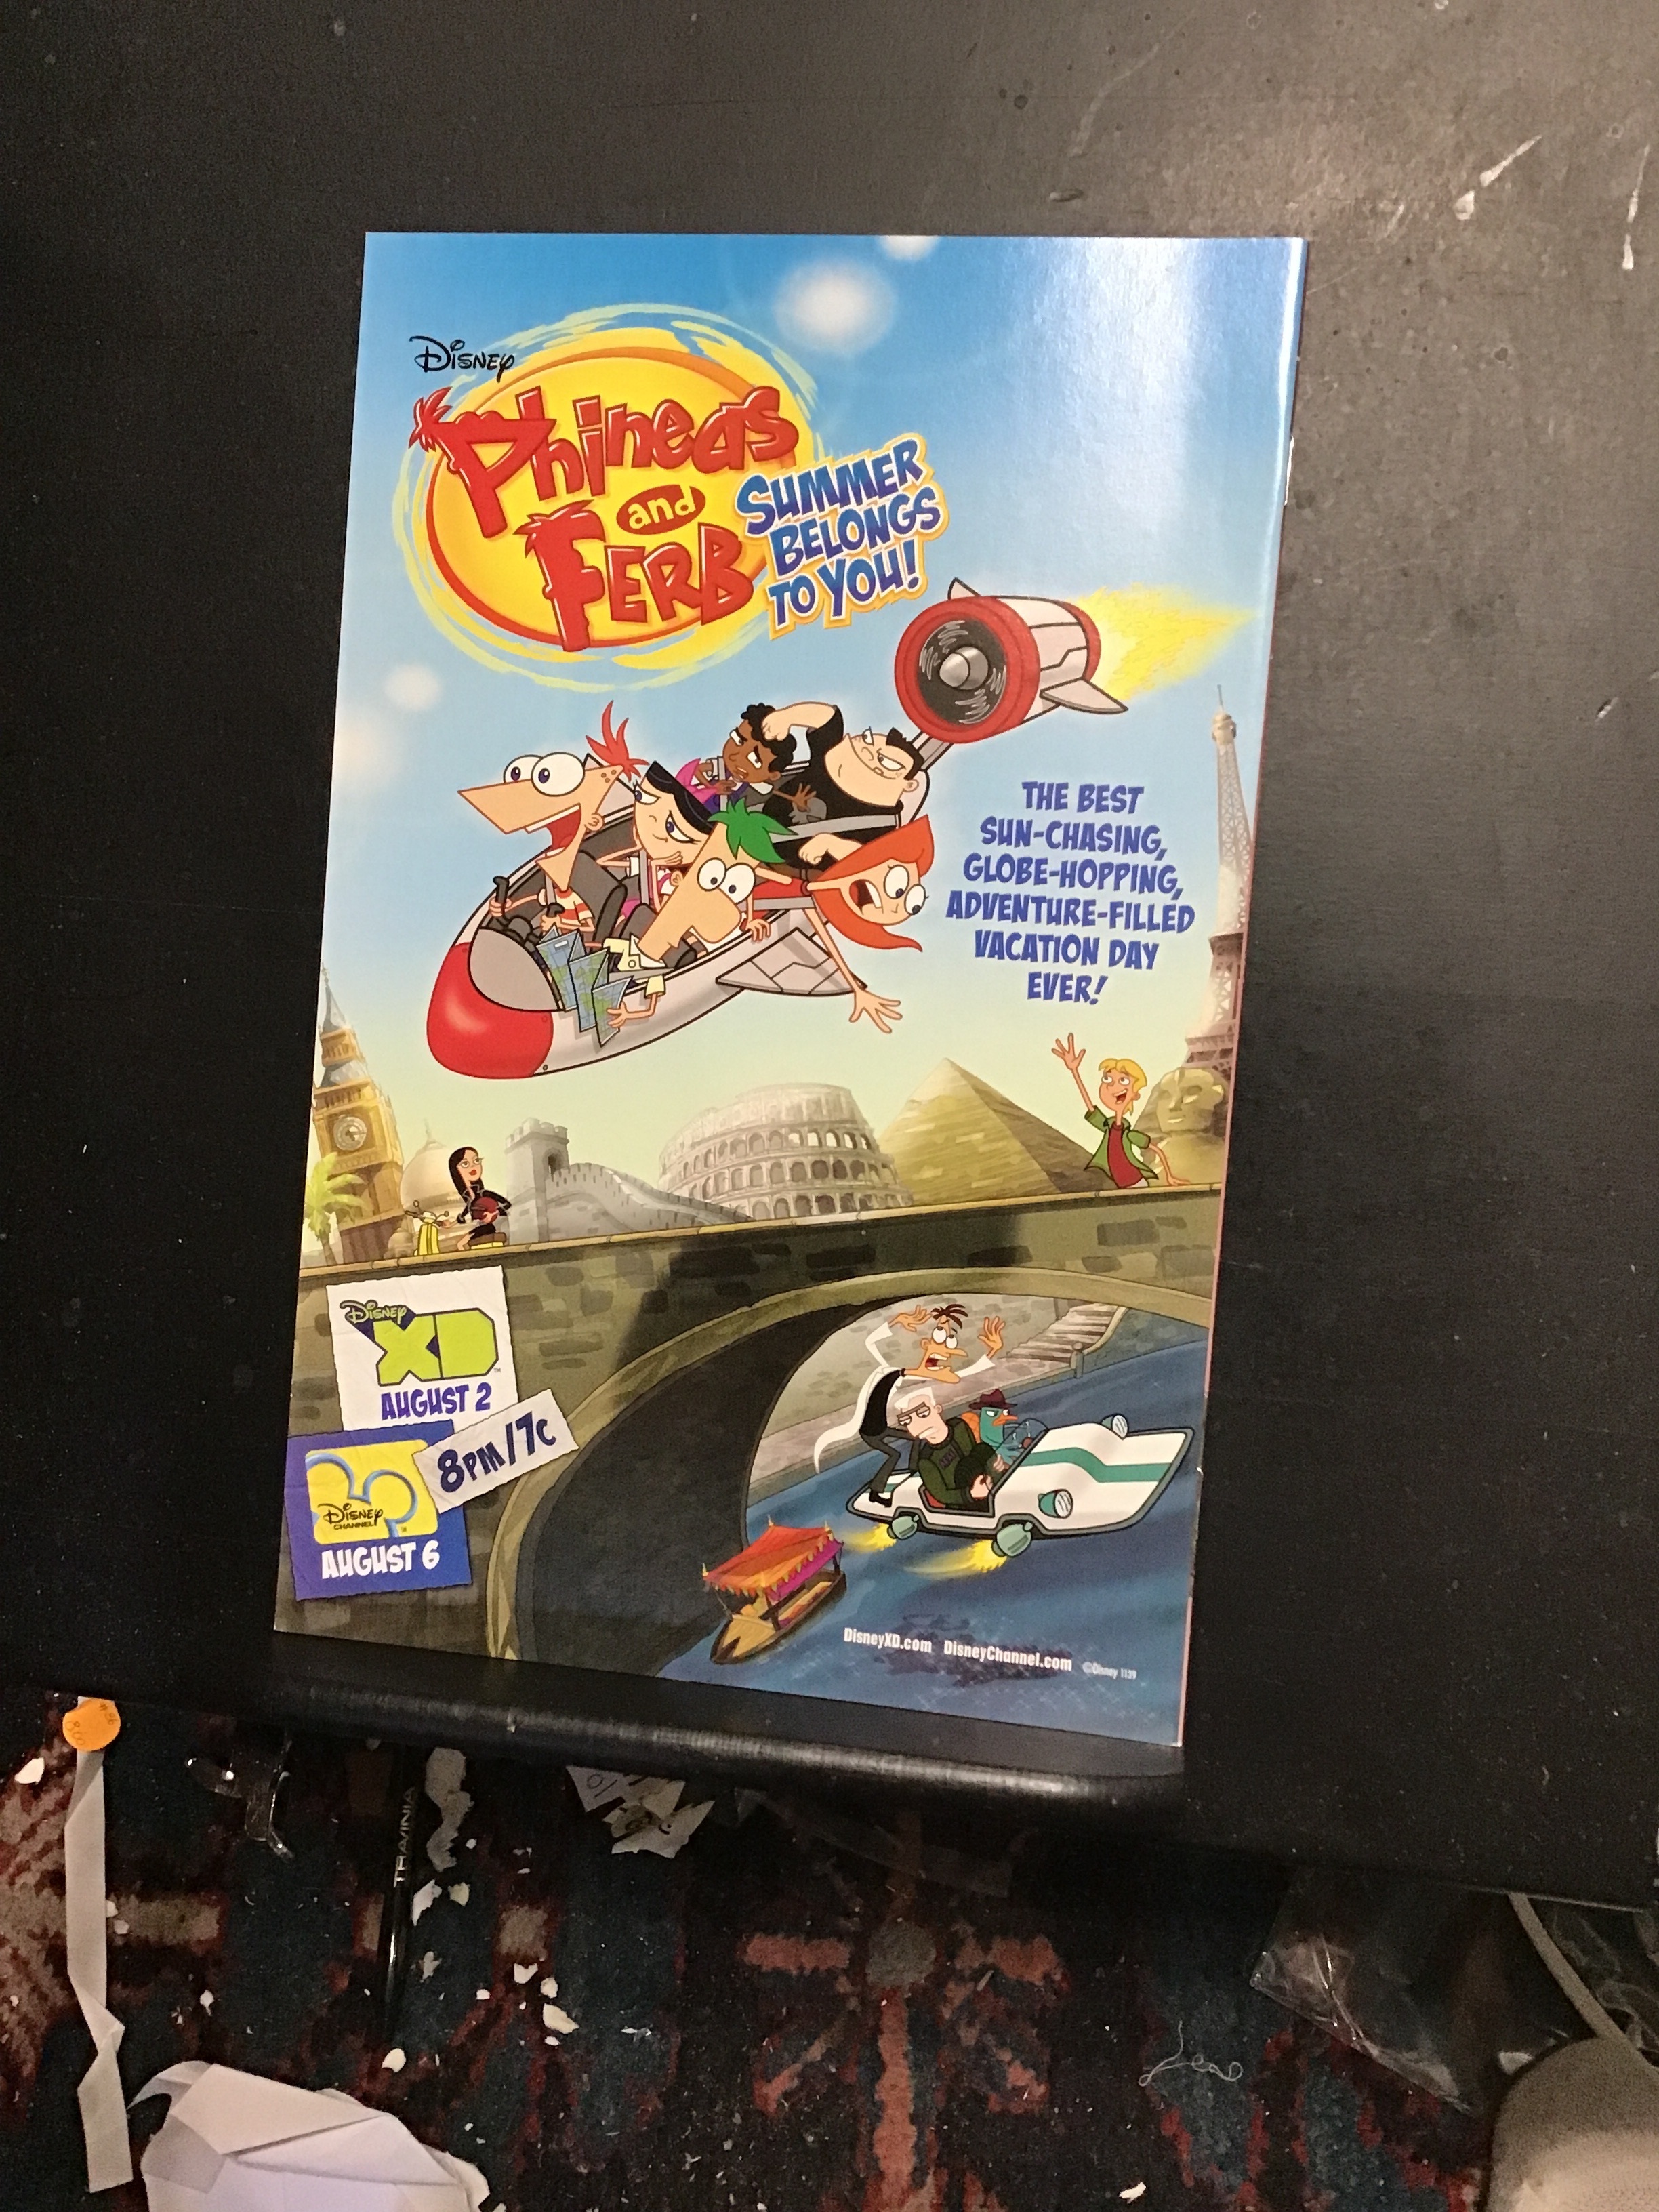 Disney
Phineas
and
Ferb
SUMMER
BELONGS
TO YOU!
THE BEST
SUN-CHASING,
GLOBE-HOPPING,
ADVENTURE-FILLED
VACATION DAY
EVER!
Disney
XD
AUGUST 2
8PM/7C
Disney
CHANNEL
AUGUST 6
DisneyXD.com DisneyChannel.com ©Disney 1129